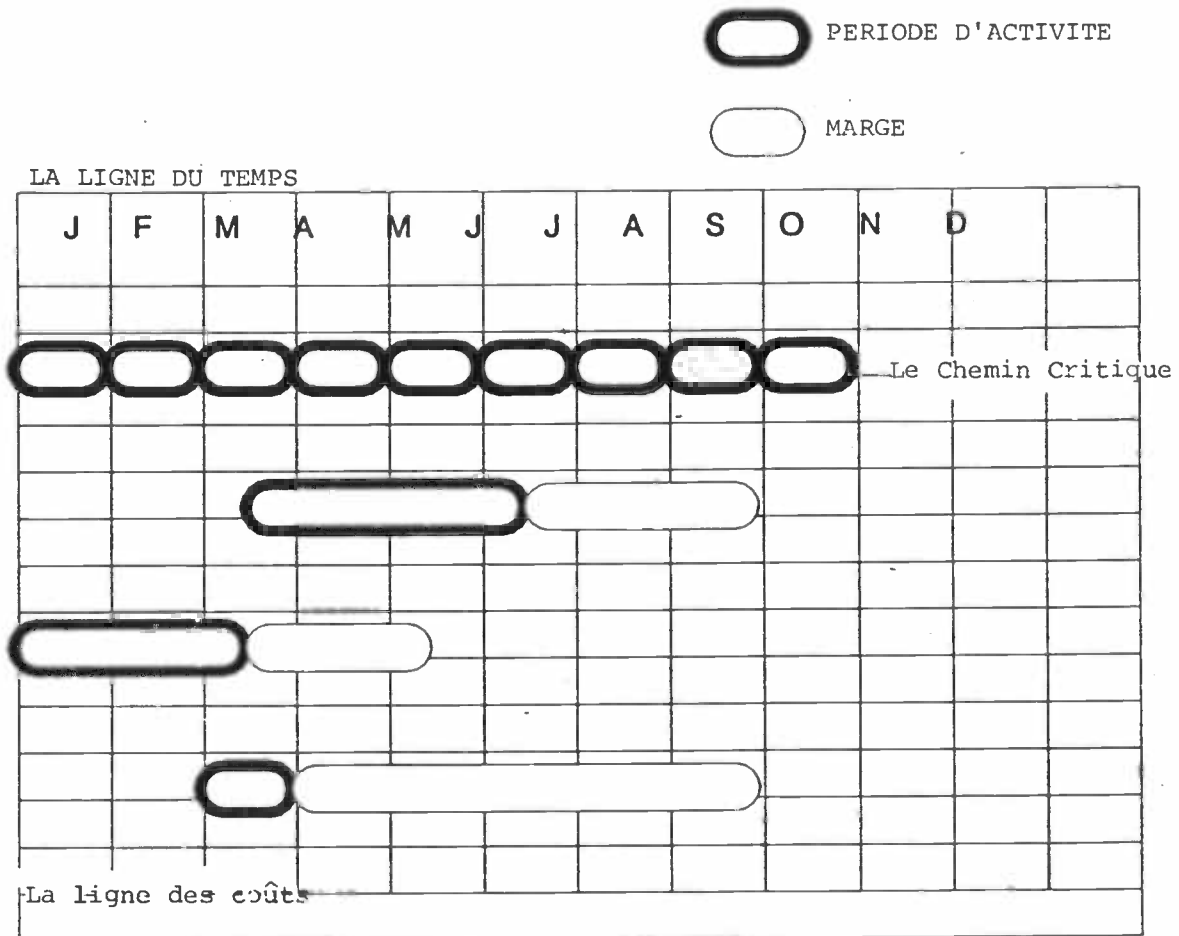 PERIODE D'ACTIVITE
MARGE
LA LIGNE DU TEMPS
J F M A M J J A S O N D
Le Chemin Critique
La ligne des coûts